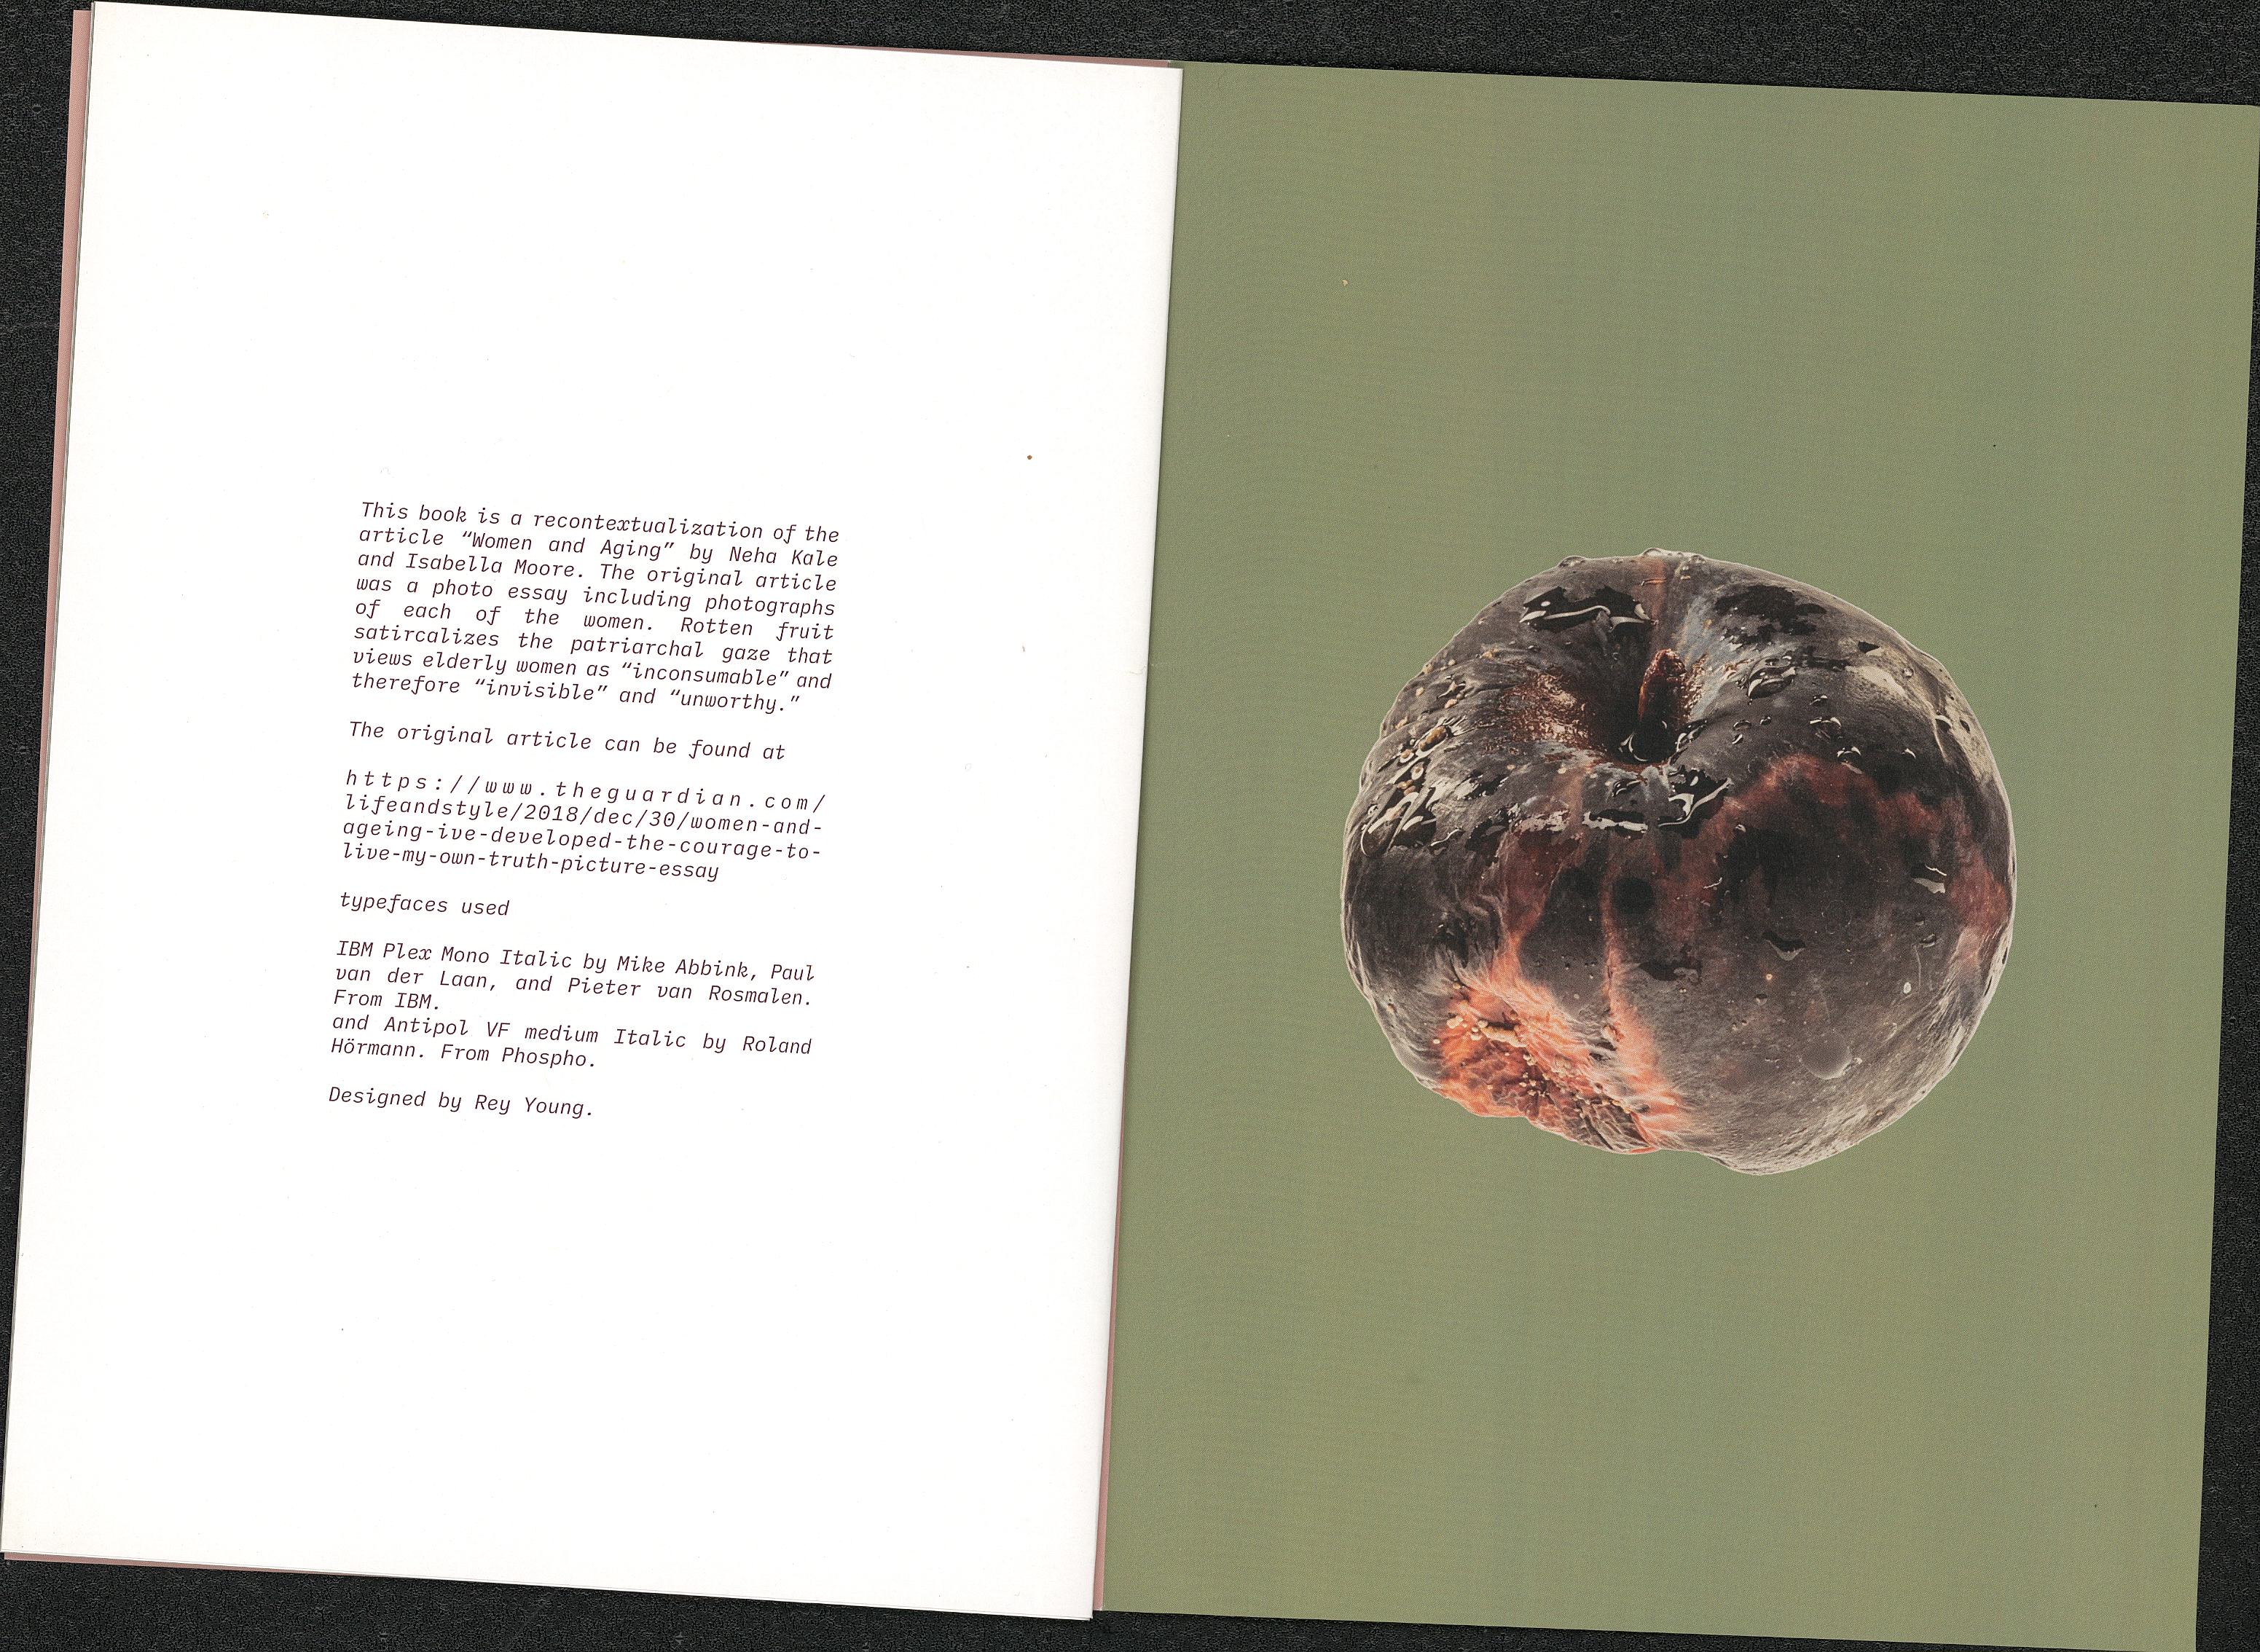 This book is a recontextualization of the
article “Women and Aging” by Neha Kale
and Isabella Moore. The original article
was a photo essay including photographs
of each of the women. Rotten fruit
satircalizes the patriarchal gaze that
views elderly women as “inconsumable” and
therefore “invisible” and “unworthy.”
The original article can be found at
https://www.theguardian.com/
lifeandstyle/2018/dec/30/women-and-
ageing-ive-developed-the-courage-to-
live-my-own-truth-picture-essay
typefaces used
IBM Plex Mono Italic by Mike Abbink, Paul
van der Laan, and Pieter van Rosmalen.
From IBM.
and Antipol VF medium Italic by Roland
Hörmann. From Phospho.
Designed by Rey Young.